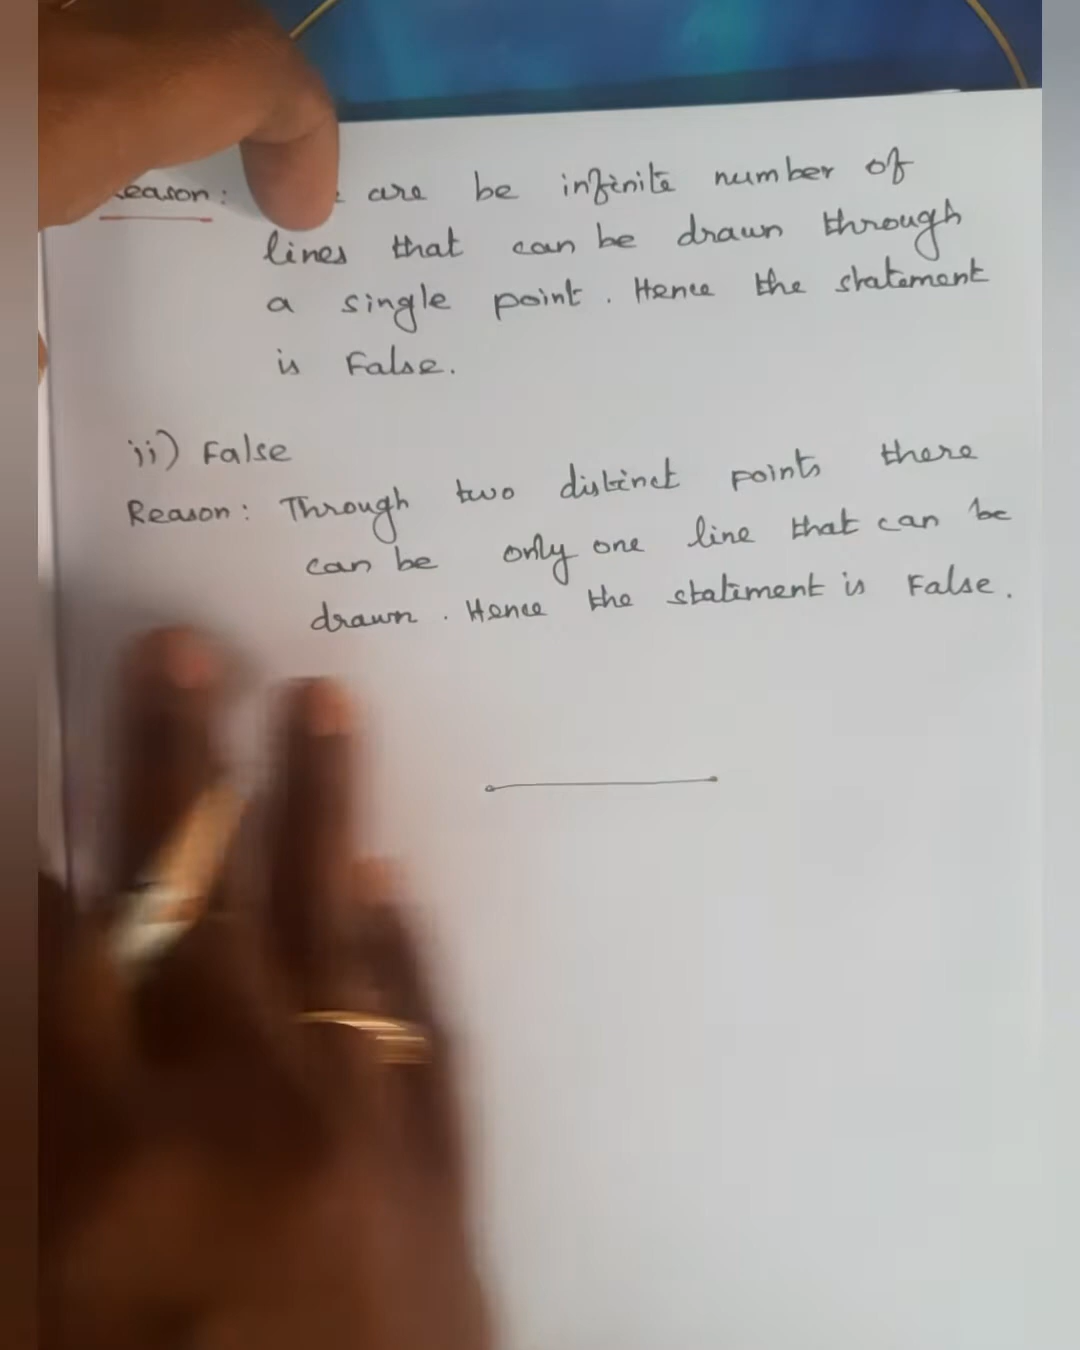 Reason: are be infinite number of
lines that can be drawn through
a single point. Hence the statement
is False.
ii) False
Reason: Through two distinct points there
can be only one line that can be
drawn. Hence the statement is False.